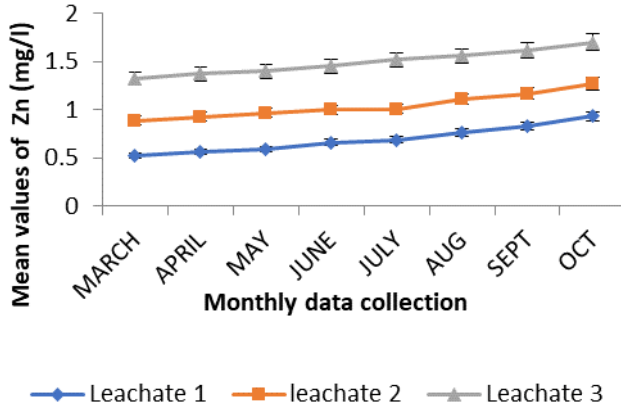 Mean values of Zn (mg/l)
2
1.5
1
0.5
0
MARCH
APRIL
MAY
JUNE
JULY
AUG
SEPT
OCT
Monthly data collection
Leachate 1
leachate 2
Leachate 3